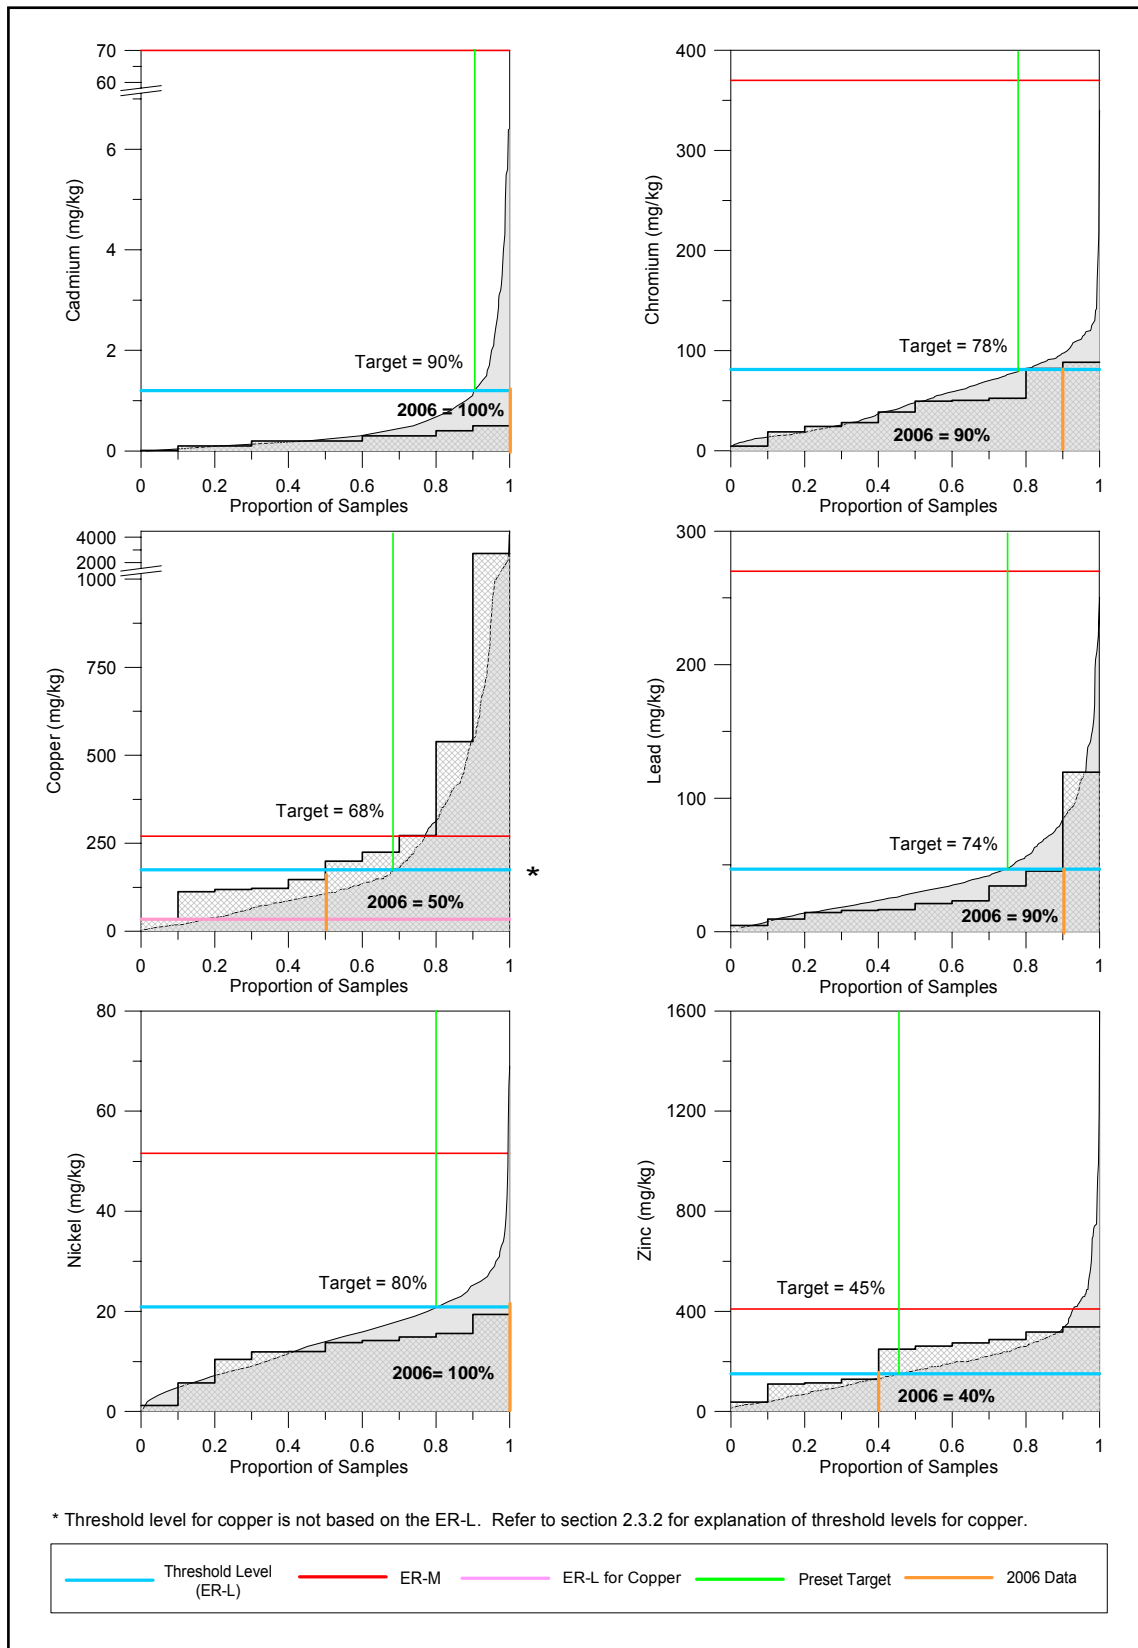 70
60
6
4
2
0
Cadmium (mg/kg)
Target = 90%
2006 = 100%
0 0.2 0.4 0.6 0.8 1
Proportion of Samples
400
300
200
100
0
Chromium (mg/kg)
Target = 78%
2006 = 90%
0 0.2 0.4 0.6 0.8 1
Proportion of Samples
4000
2000
1000
750
500
250
0
Copper (mg/kg)
Target = 68%
*
2006 = 50%
0 0.2 0.4 0.6 0.8 1
Proportion of Samples
300
200
100
0
Lead (mg/kg)
Target = 74%
2006 = 90%
0 0.2 0.4 0.6 0.8 1
Proportion of Samples
80
60
40
20
0
Nickel (mg/kg)
Target = 80%
2006= 100%
0 0.2 0.4 0.6 0.8 1
Proportion of Samples
1600
1200
800
400
0
Zinc (mg/kg)
Target = 45%
2006 = 40%
0 0.2 0.4 0.6 0.8 1
Proportion of Samples
* Threshold level for copper is not based on the ER-L. Refer to section 2.3.2 for explanation of threshold levels for copper.
Threshold Level
(ER-L)
ER-M
ER-L for Copper
Preset Target
2006 Data